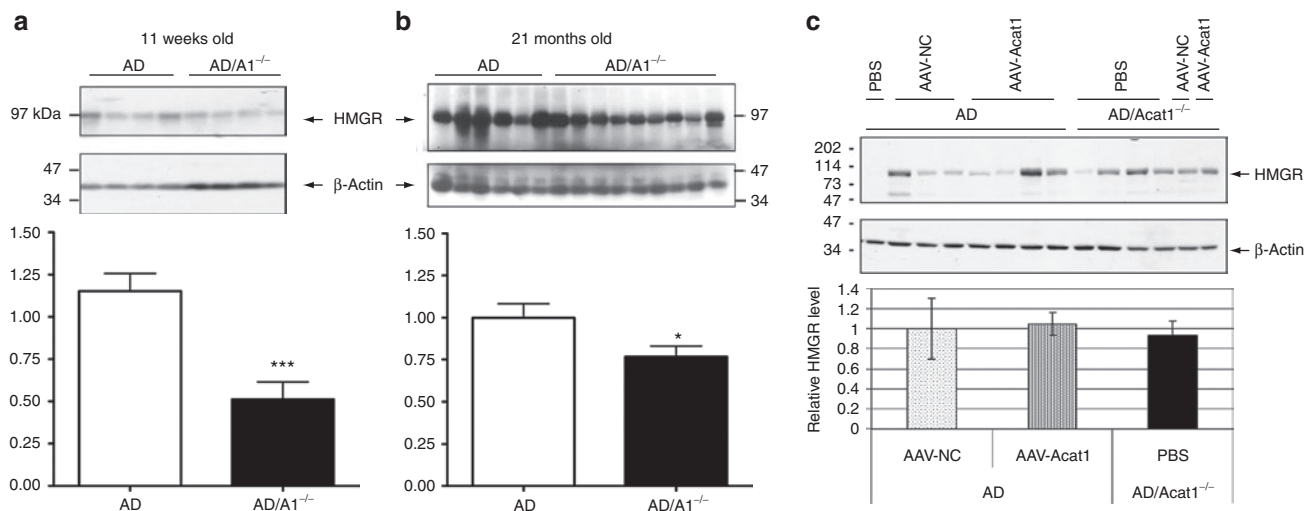 a
11 weeks old
AD AD/A1–/–
97 kDa
HMGR
47
34
β-Actin
1.50
1.25
1.00
0.75
0.50
0.25
0.00
***
AD AD/A1–/–
b
21 months old
AD AD/A1–/–
97
47
34
1.50
1.25
1.00
0.75
0.50
0.25
0.00
*
AD AD/A1–/–
c
PBS AAV-NC AAV-Acat1 PBS AAV-NC AAV-Acat1
AD AD/Acat1–/–
202
114
73
47
HMGR
47
34
β-Actin
Relative HMGR level
1.4
1.2
1
0.8
0.6
0.4
0.2
0
AAV-NC AAV-Acat1 PBS
AD AD/Acat1–/–